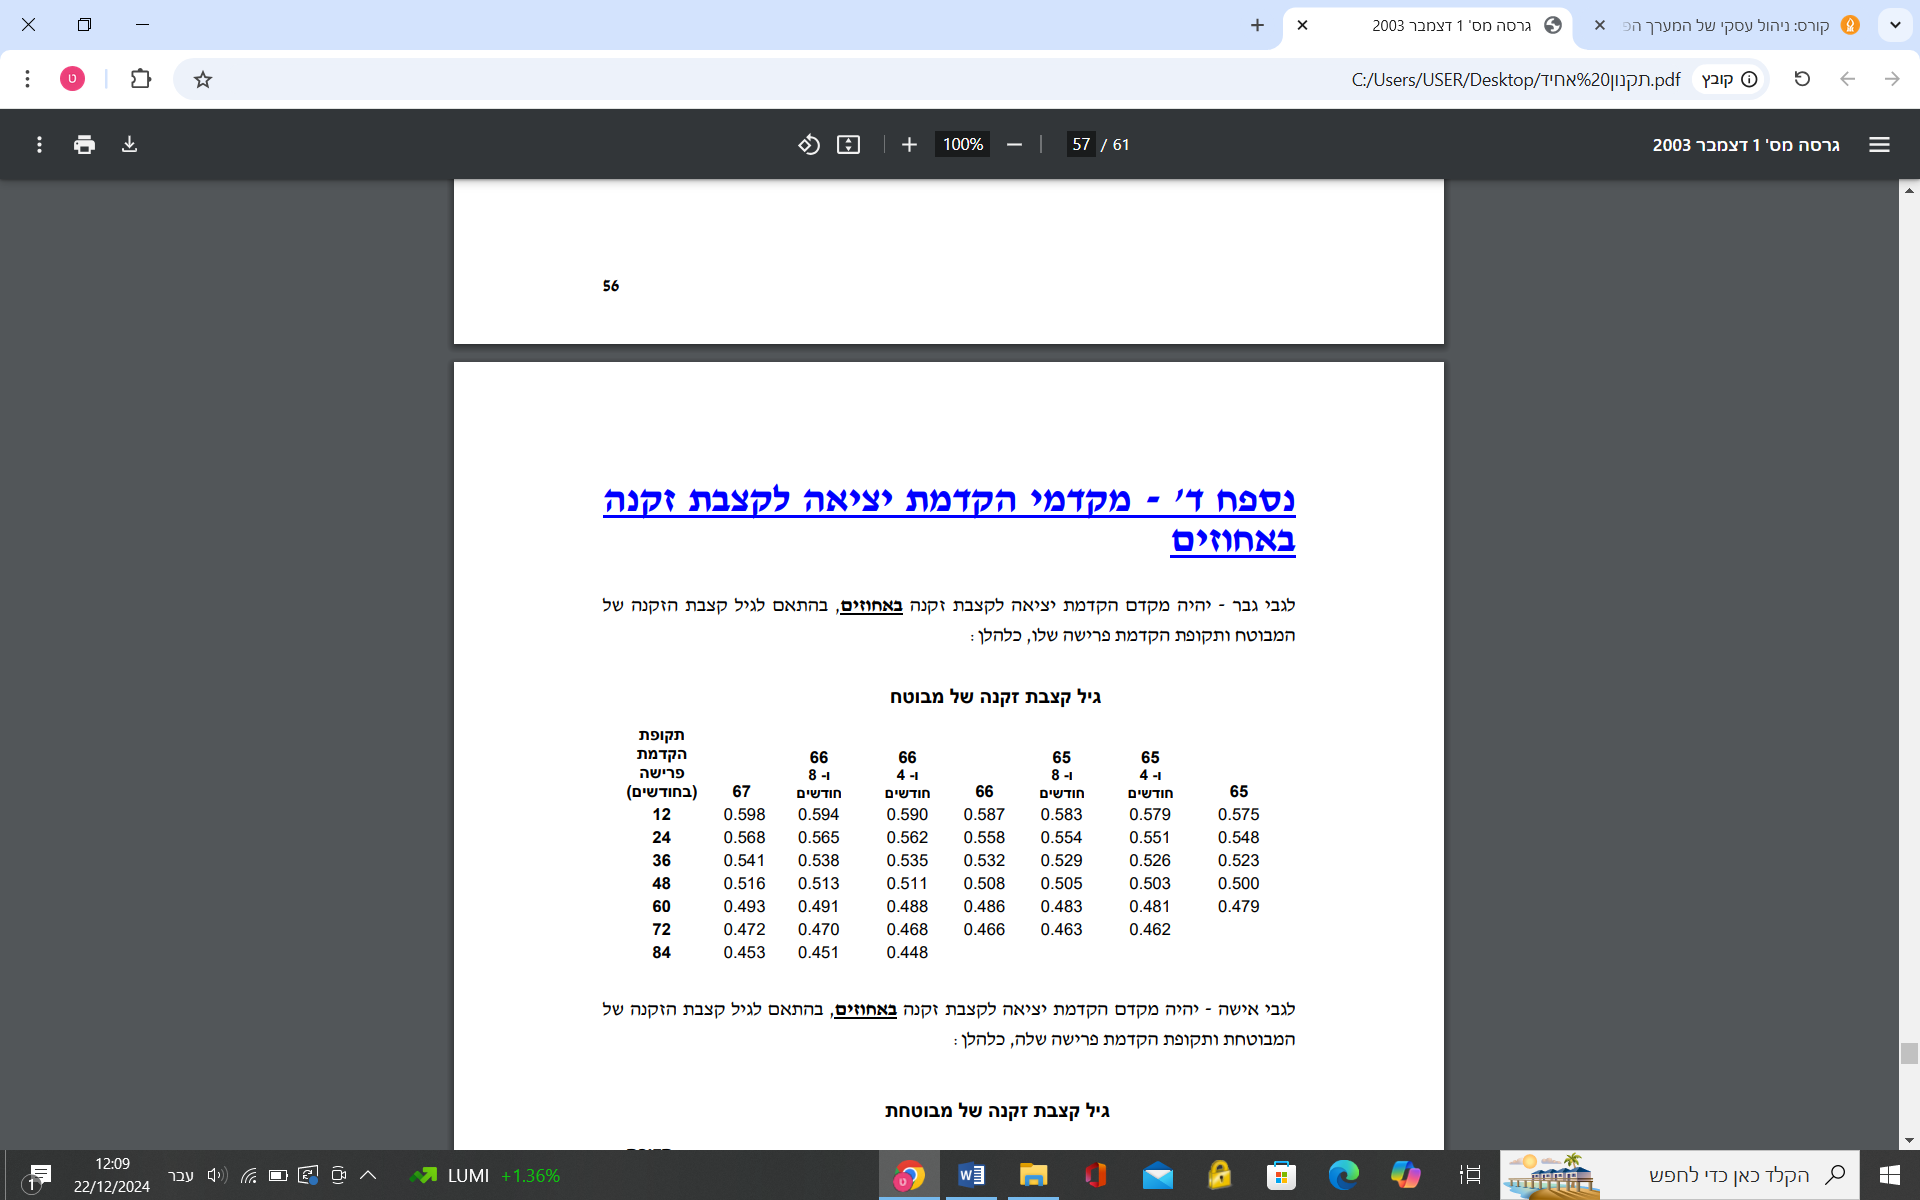 קורס: ניהול עסקי של המערך הפ
גרסה מס' 1 דצמבר 2003
קובץ
C:/Users/USER/Desktop/תקנון%20אחיד.pdf
ט
גרסה מס' 1 דצמבר 2003
57 / 61
100%
56
נספח ד' - מקדמי הקדמת יציאה לקצבת זקנה
באחוזים
לגבי גבר - יהיה מקדם הקדמת יציאה לקצבת זקנה באחוזים, בהתאם לגיל קצבת הזקנה של
המבוטח ותקופת הקדמת פרישה שלו, כלהלן:
גיל קצבת זקנה של מבוטח
65 | 65 ו- 4 חודשים | 65 ו- 8 חודשים | 66 | 66 ו- 4 חודשים | 66 ו- 8 חודשים | 67 | תקופת הקדמת פרישה (בחודשים)
0.575 0.579 0.583 0.587 0.590 0.594 0.598 12
0.548 0.551 0.554 0.558 0.562 0.565 0.568 24
0.523 0.526 0.529 0.532 0.535 0.538 0.541 36
0.500 0.503 0.505 0.508 0.511 0.513 0.516 48
0.479 0.481 0.483 0.486 0.488 0.491 0.493 60
0.462 0.463 0.466 0.468 0.470 0.472 72
0.448 0.451 0.453 84
לגבי אישה - יהיה מקדם הקדמת יציאה לקצבת זקנה באחוזים, בהתאם לגיל קצבת הזקנה של
המבוטחת ותקופת הקדמת פרישה שלה, כלהלן:
גיל קצבת זקנה של מבוטחת
הקלד כאן כדי לחפש
LUMI +1.36%
עבר
12:09
22/12/2024
1